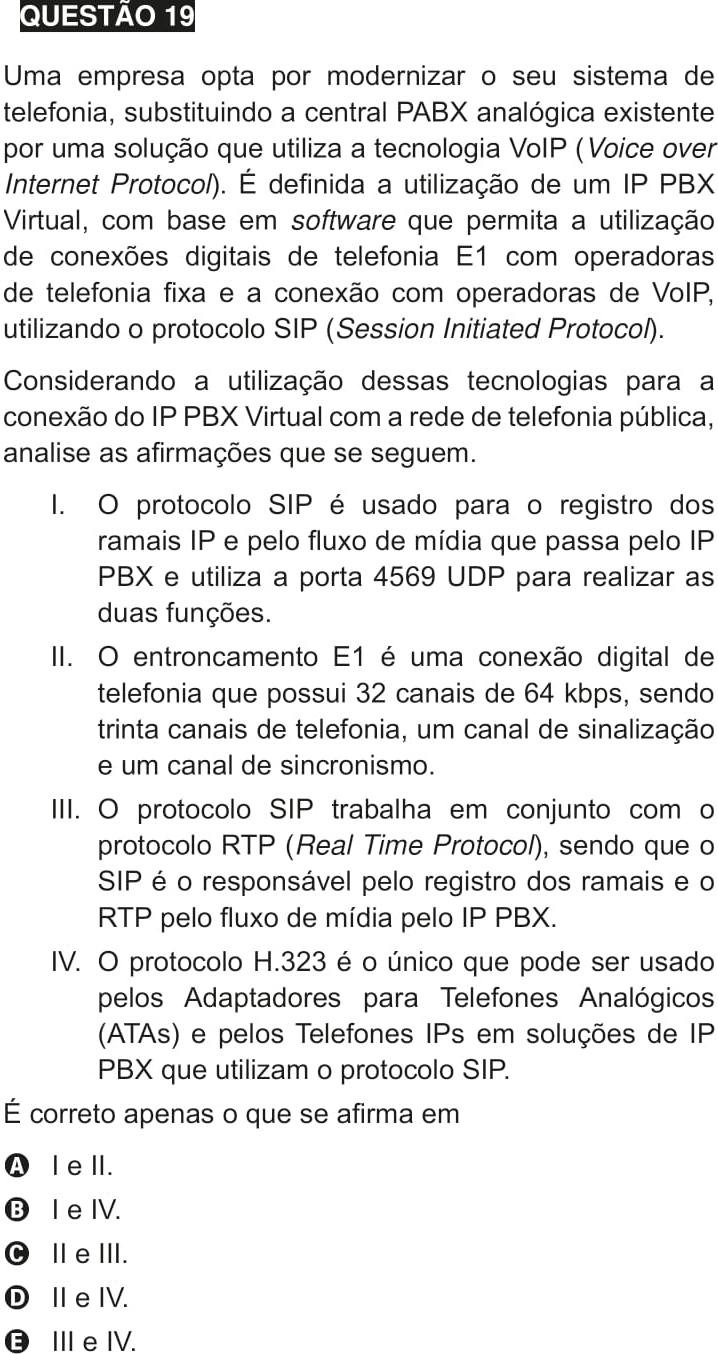 QUESTÃO 19
Uma empresa opta por modernizar o seu sistema de
telefonia, substituindo a central PABX analógica existente
por uma solução que utiliza a tecnologia VoIP (Voice over
Internet Protocol). É definida a utilização de um IP PBX
Virtual, com base em software que permita a utilização
de conexões digitais de telefonia E1 com operadoras
de telefonia fixa e a conexão com operadoras de VoIP,
utilizando o protocolo SIP (Session Initiated Protocol).
Considerando a utilização dessas tecnologias para a
conexão do IP PBX Virtual com a rede de telefonia pública,
analise as afirmações que se seguem.
I. O protocolo SIP é usado para o registro dos
ramais IP e pelo fluxo de mídia que passa pelo IP
PBX e utiliza a porta 4569 UDP para realizar as
duas funções.
II. O entroncamento E1 é uma conexão digital de
telefonia que possui 32 canais de 64 kbps, sendo
trinta canais de telefonia, um canal de sinalização
e um canal de sincronismo.
III. O protocolo SIP trabalha em conjunto com o
protocolo RTP (Real Time Protocol), sendo que o
SIP é o responsável pelo registro dos ramais e o
RTP pelo fluxo de mídia pelo IP PBX.
IV. O protocolo H.323 é o único que pode ser usado
pelos Adaptadores para Telefones Analógicos
(ATAs) e pelos Telefones IPs em soluções de IP
PBX que utilizam o protocolo SIP.
É correto apenas o que se afirma em
A I e II.
B I e IV.
C II e III.
D II e IV.
E III e IV.